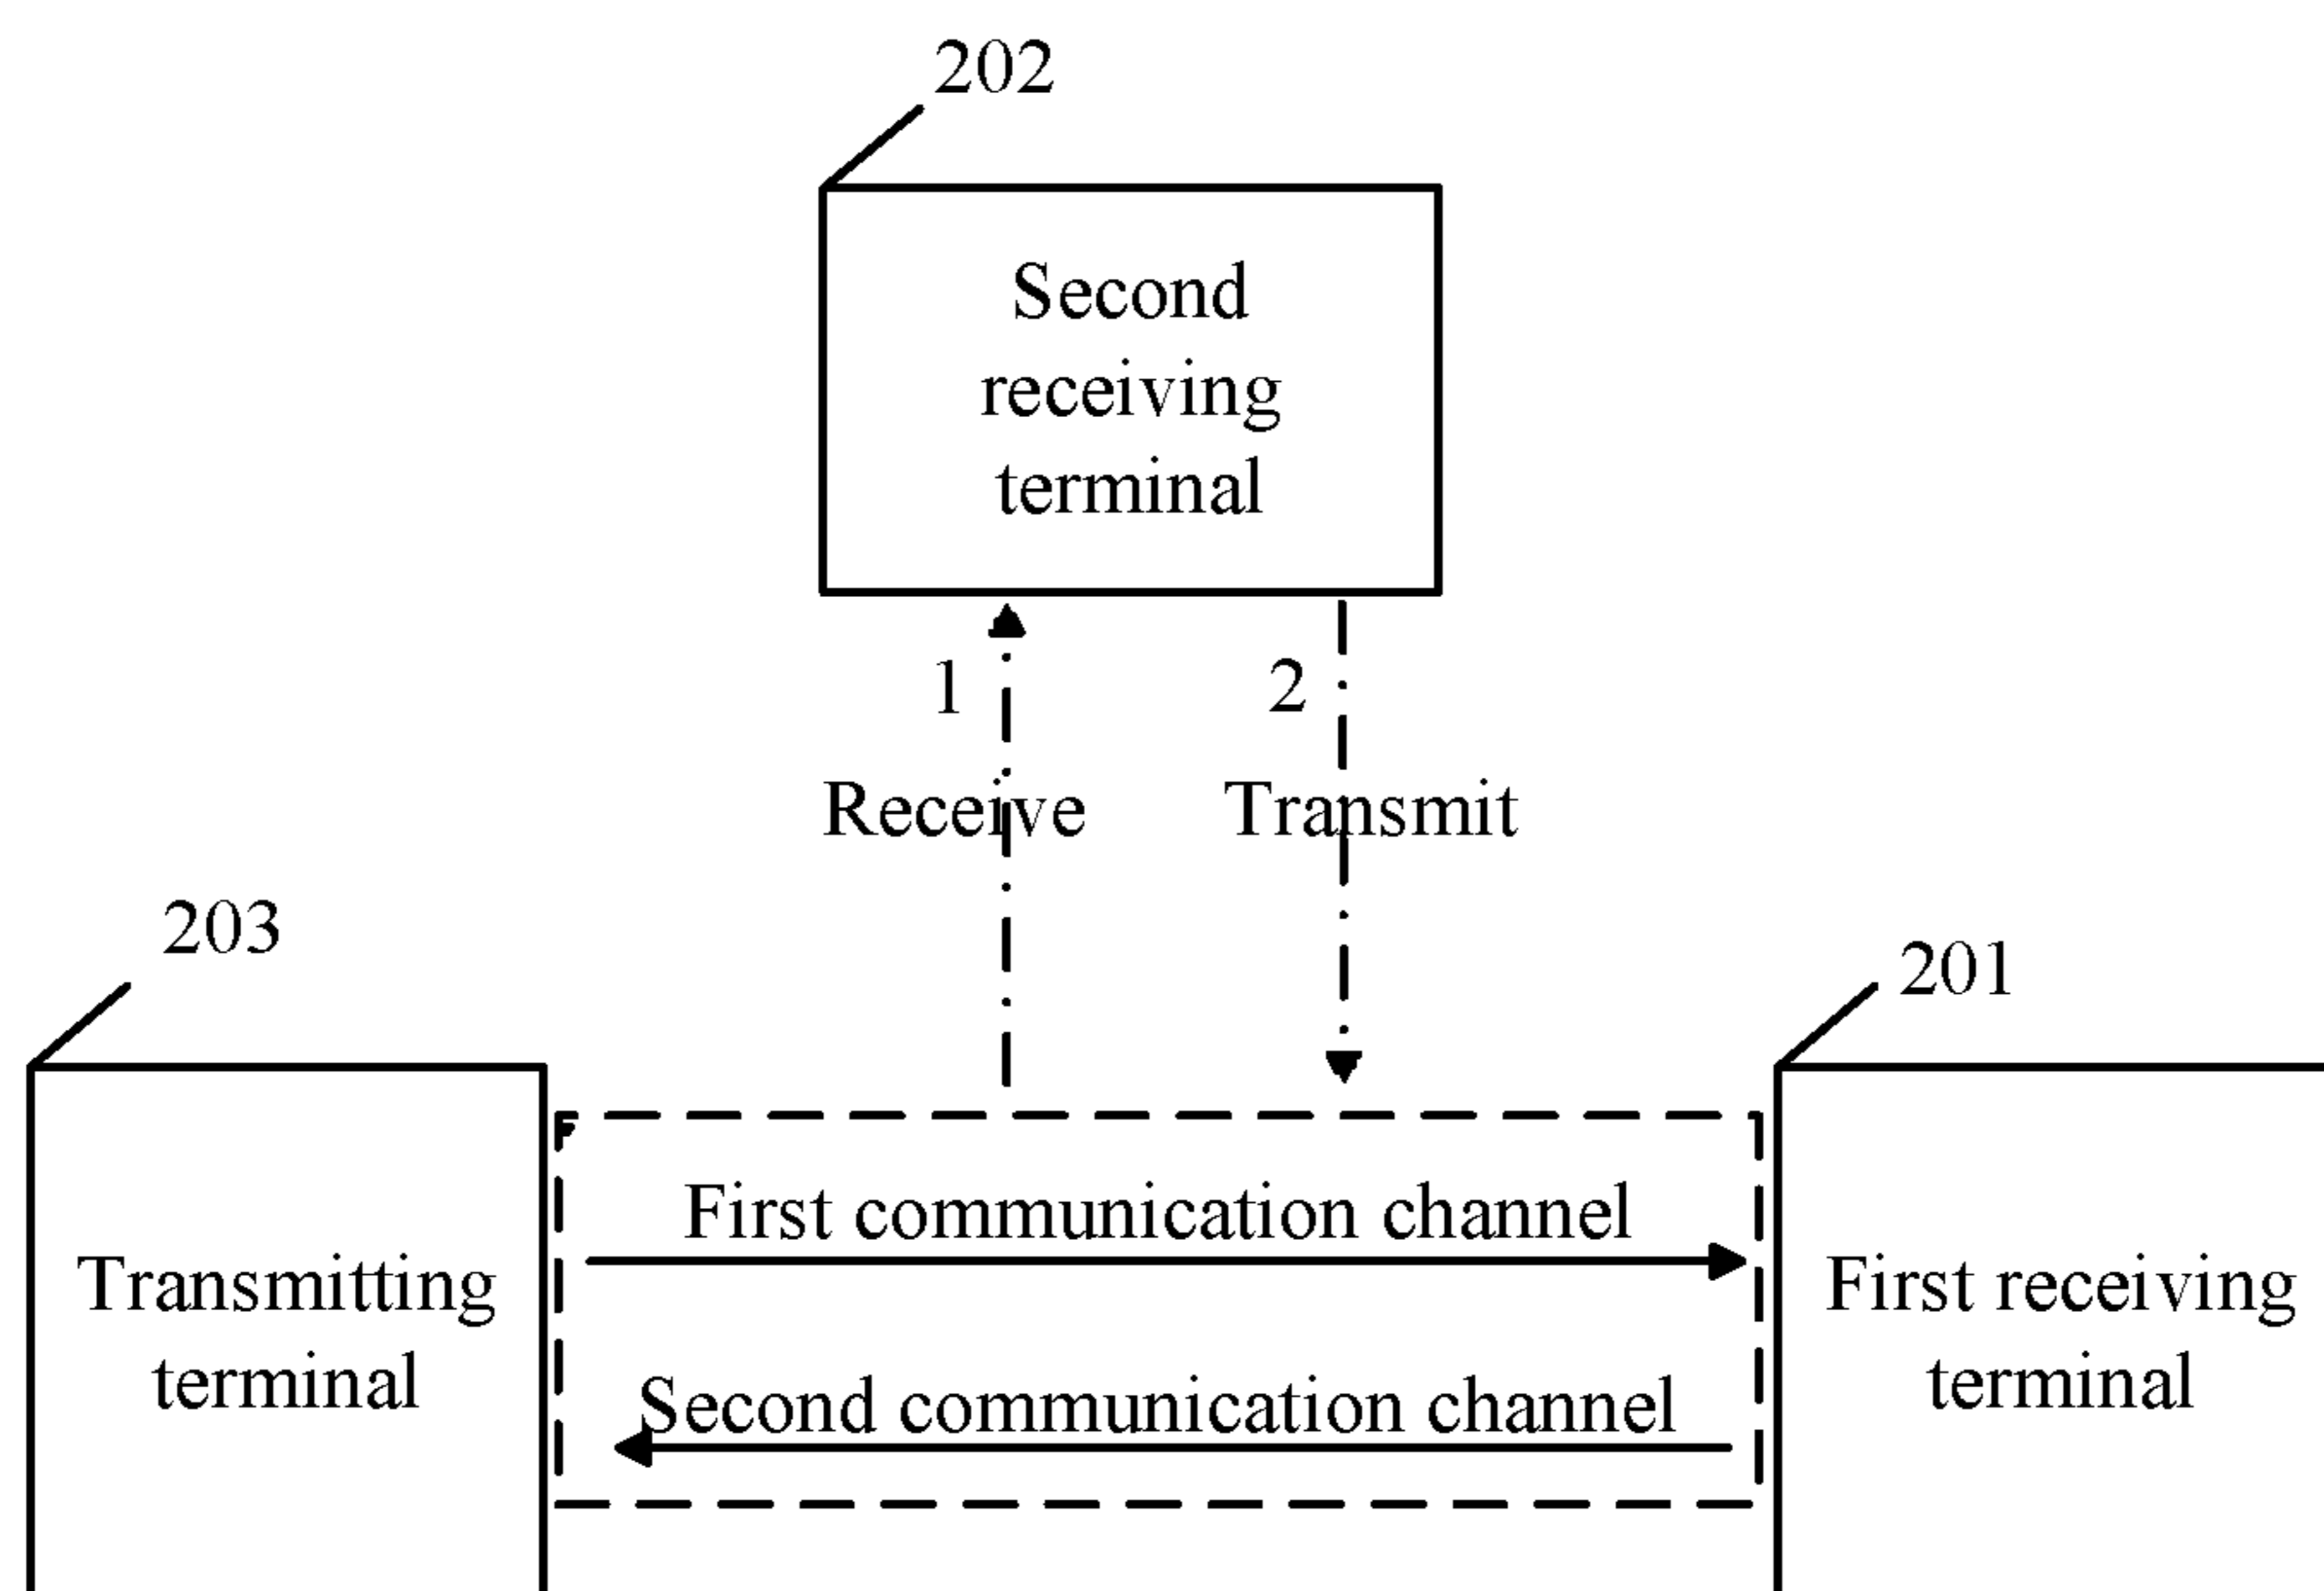 202
Second
receiving
terminal
1
2
Receive
Transmit
203
201
First communication channel
Transmitting
terminal
First receiving
terminal
Second communication channel